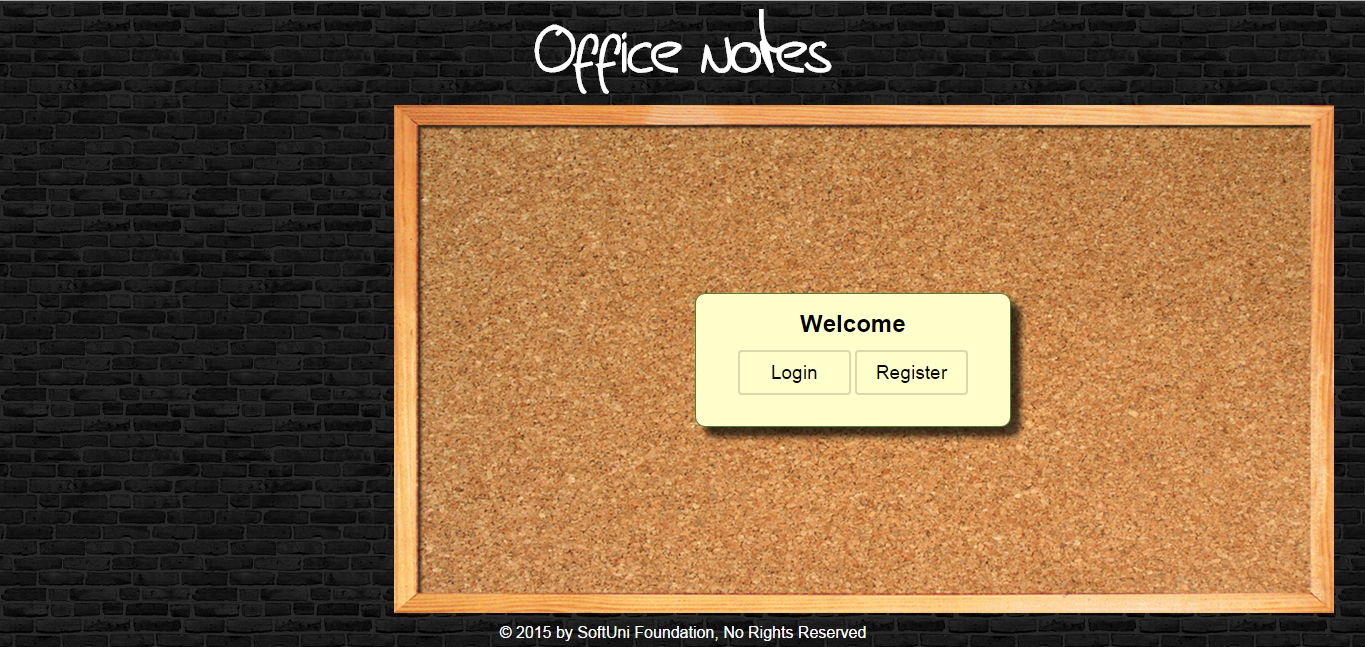 Office Notes
Welcome
Login Register
© 2015 by SoftUni Foundation, No Rights Reserved